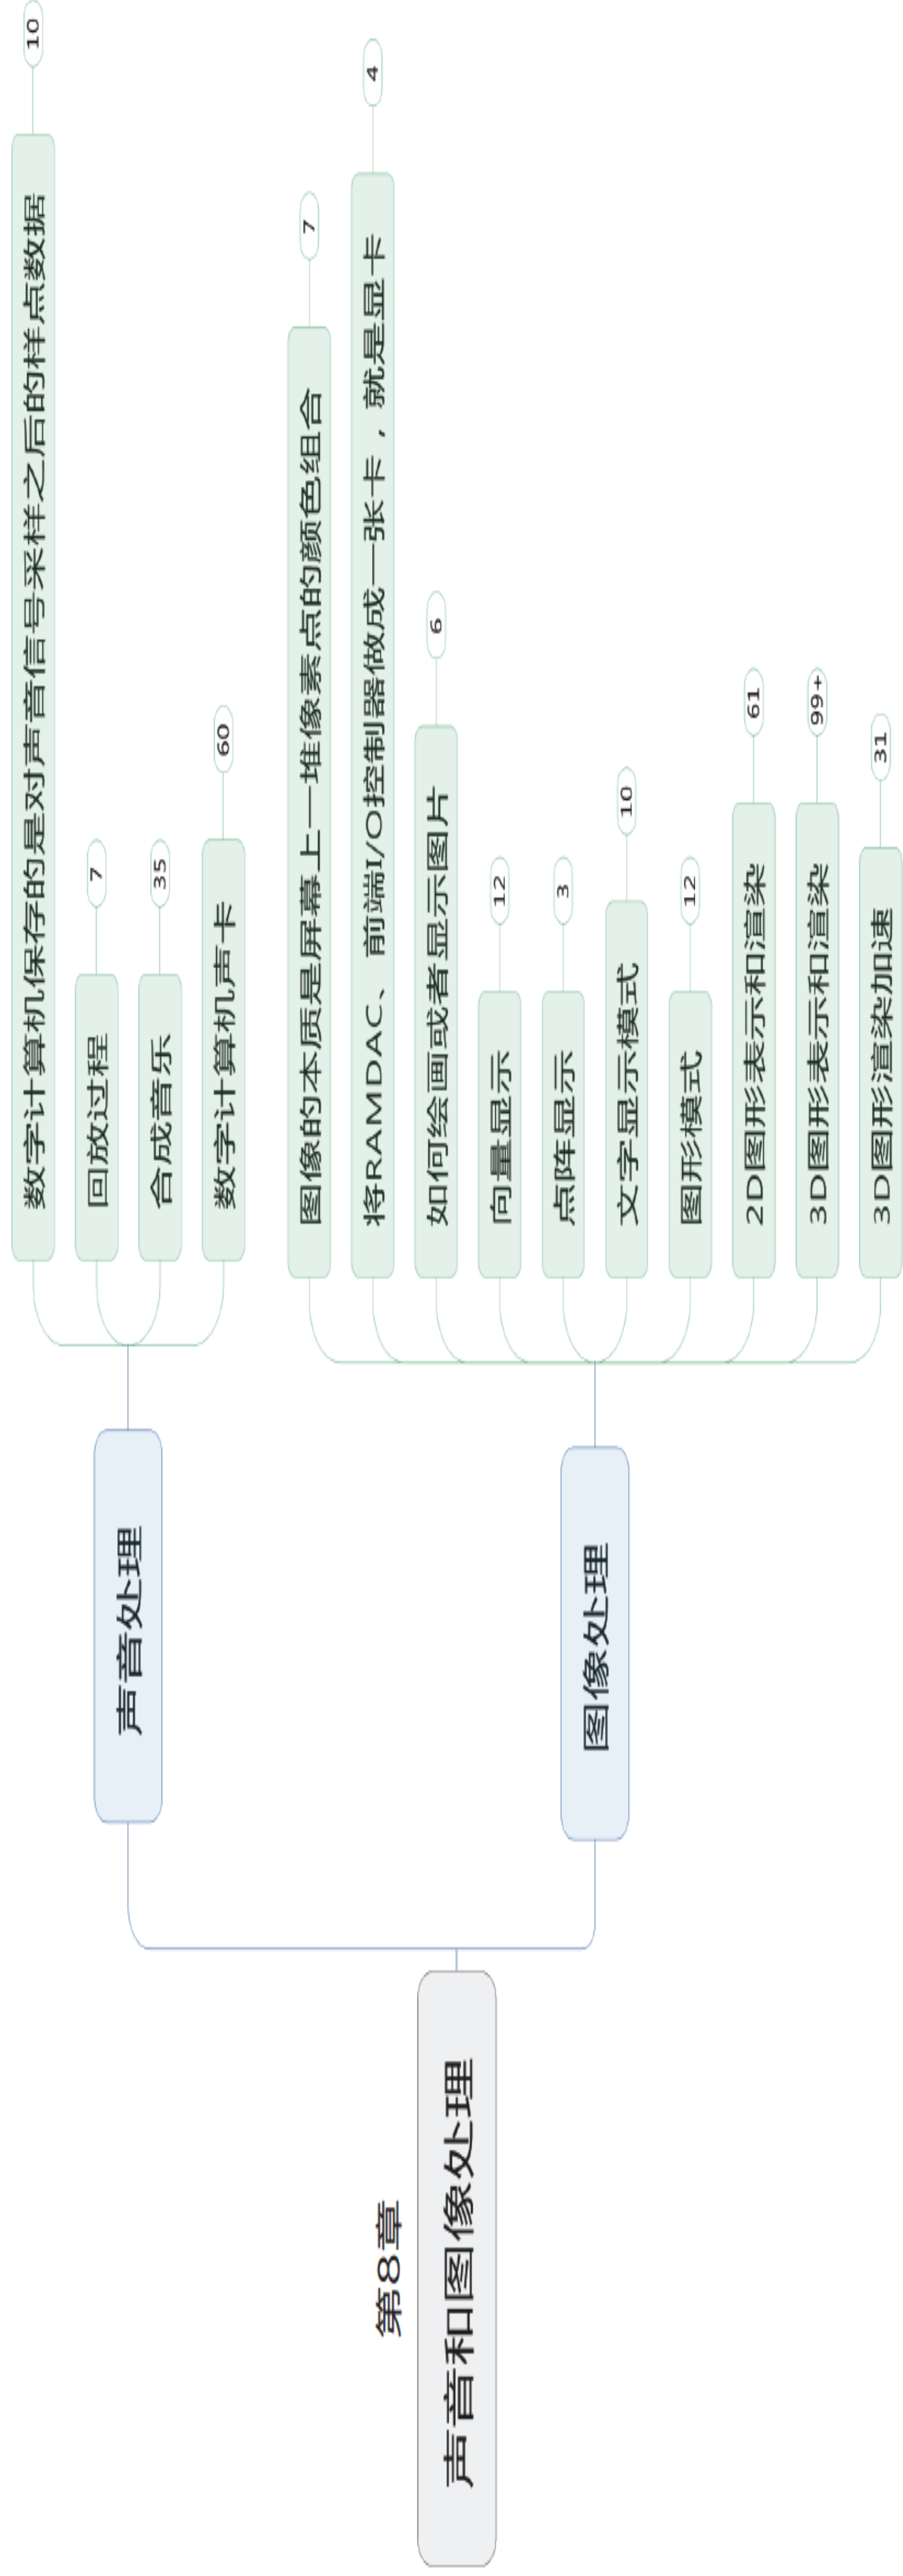 第8章
声音和图像处理
声音处理
数字计算机保存的是对声音信号采样之后的样点数据
10
回放过程
7
合成音乐
35
数字计算机声卡
60
图像处理
图像的本质是屏幕上一堆像素点的颜色组合
7
将RAMDAC、前端I/O控制器做成一张卡，就是显卡
4
如何绘画或者显示图片
6
向量显示
12
点阵显示
3
文字显示模式
10
图形模式
12
2D图形表示和渲染
61
3D图形表示和渲染
99+
3D图形渲染加速
31